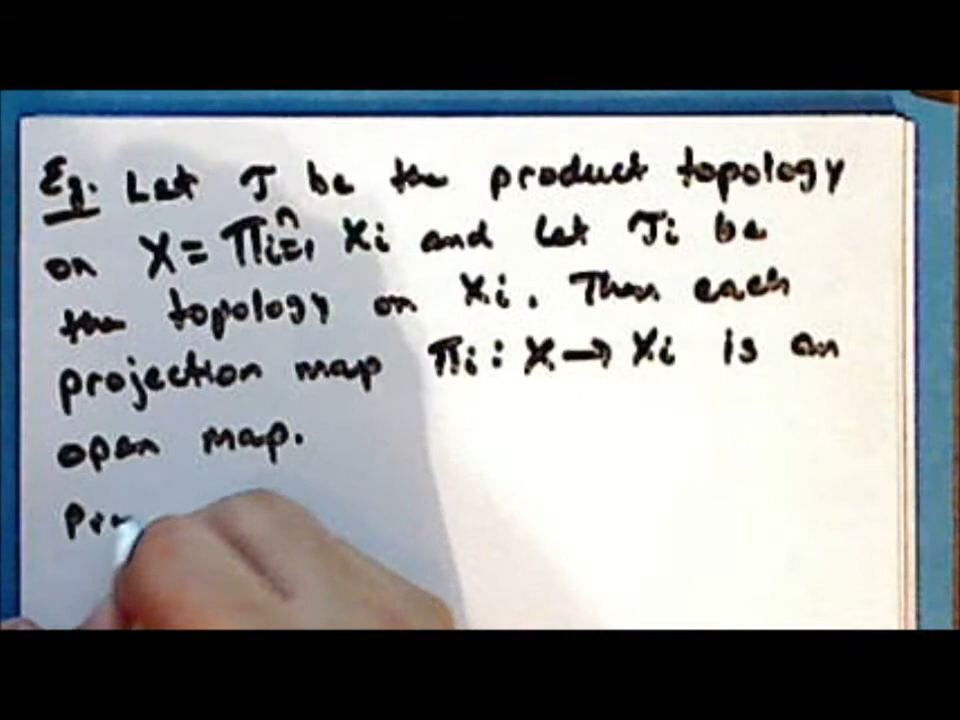 Eg. Let T be the product topology
on X = Πi=1^n Xi and let Ti be
the topology on Xi. Then each
projection map πi : X → Xi is an
open map.